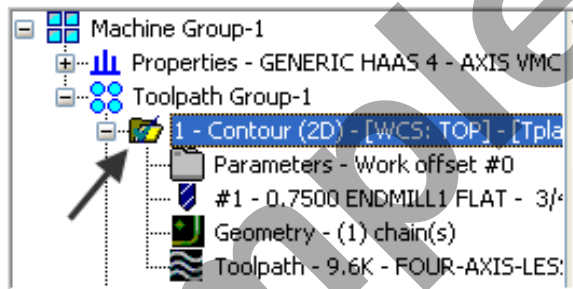 Machine Group-1
Properties - GENERIC HAAS 4 - AXIS VMC
Toolpath Group-1
1 - Contour (2D) - [WCS: TOP] - [Tpla
Parameters - Work offset #0
#1 - 0.7500 ENDMILL1 FLAT - 3/4
Geometry - (1) chain(s)
Toolpath - 9.6K - FOUR-AXIS-LES